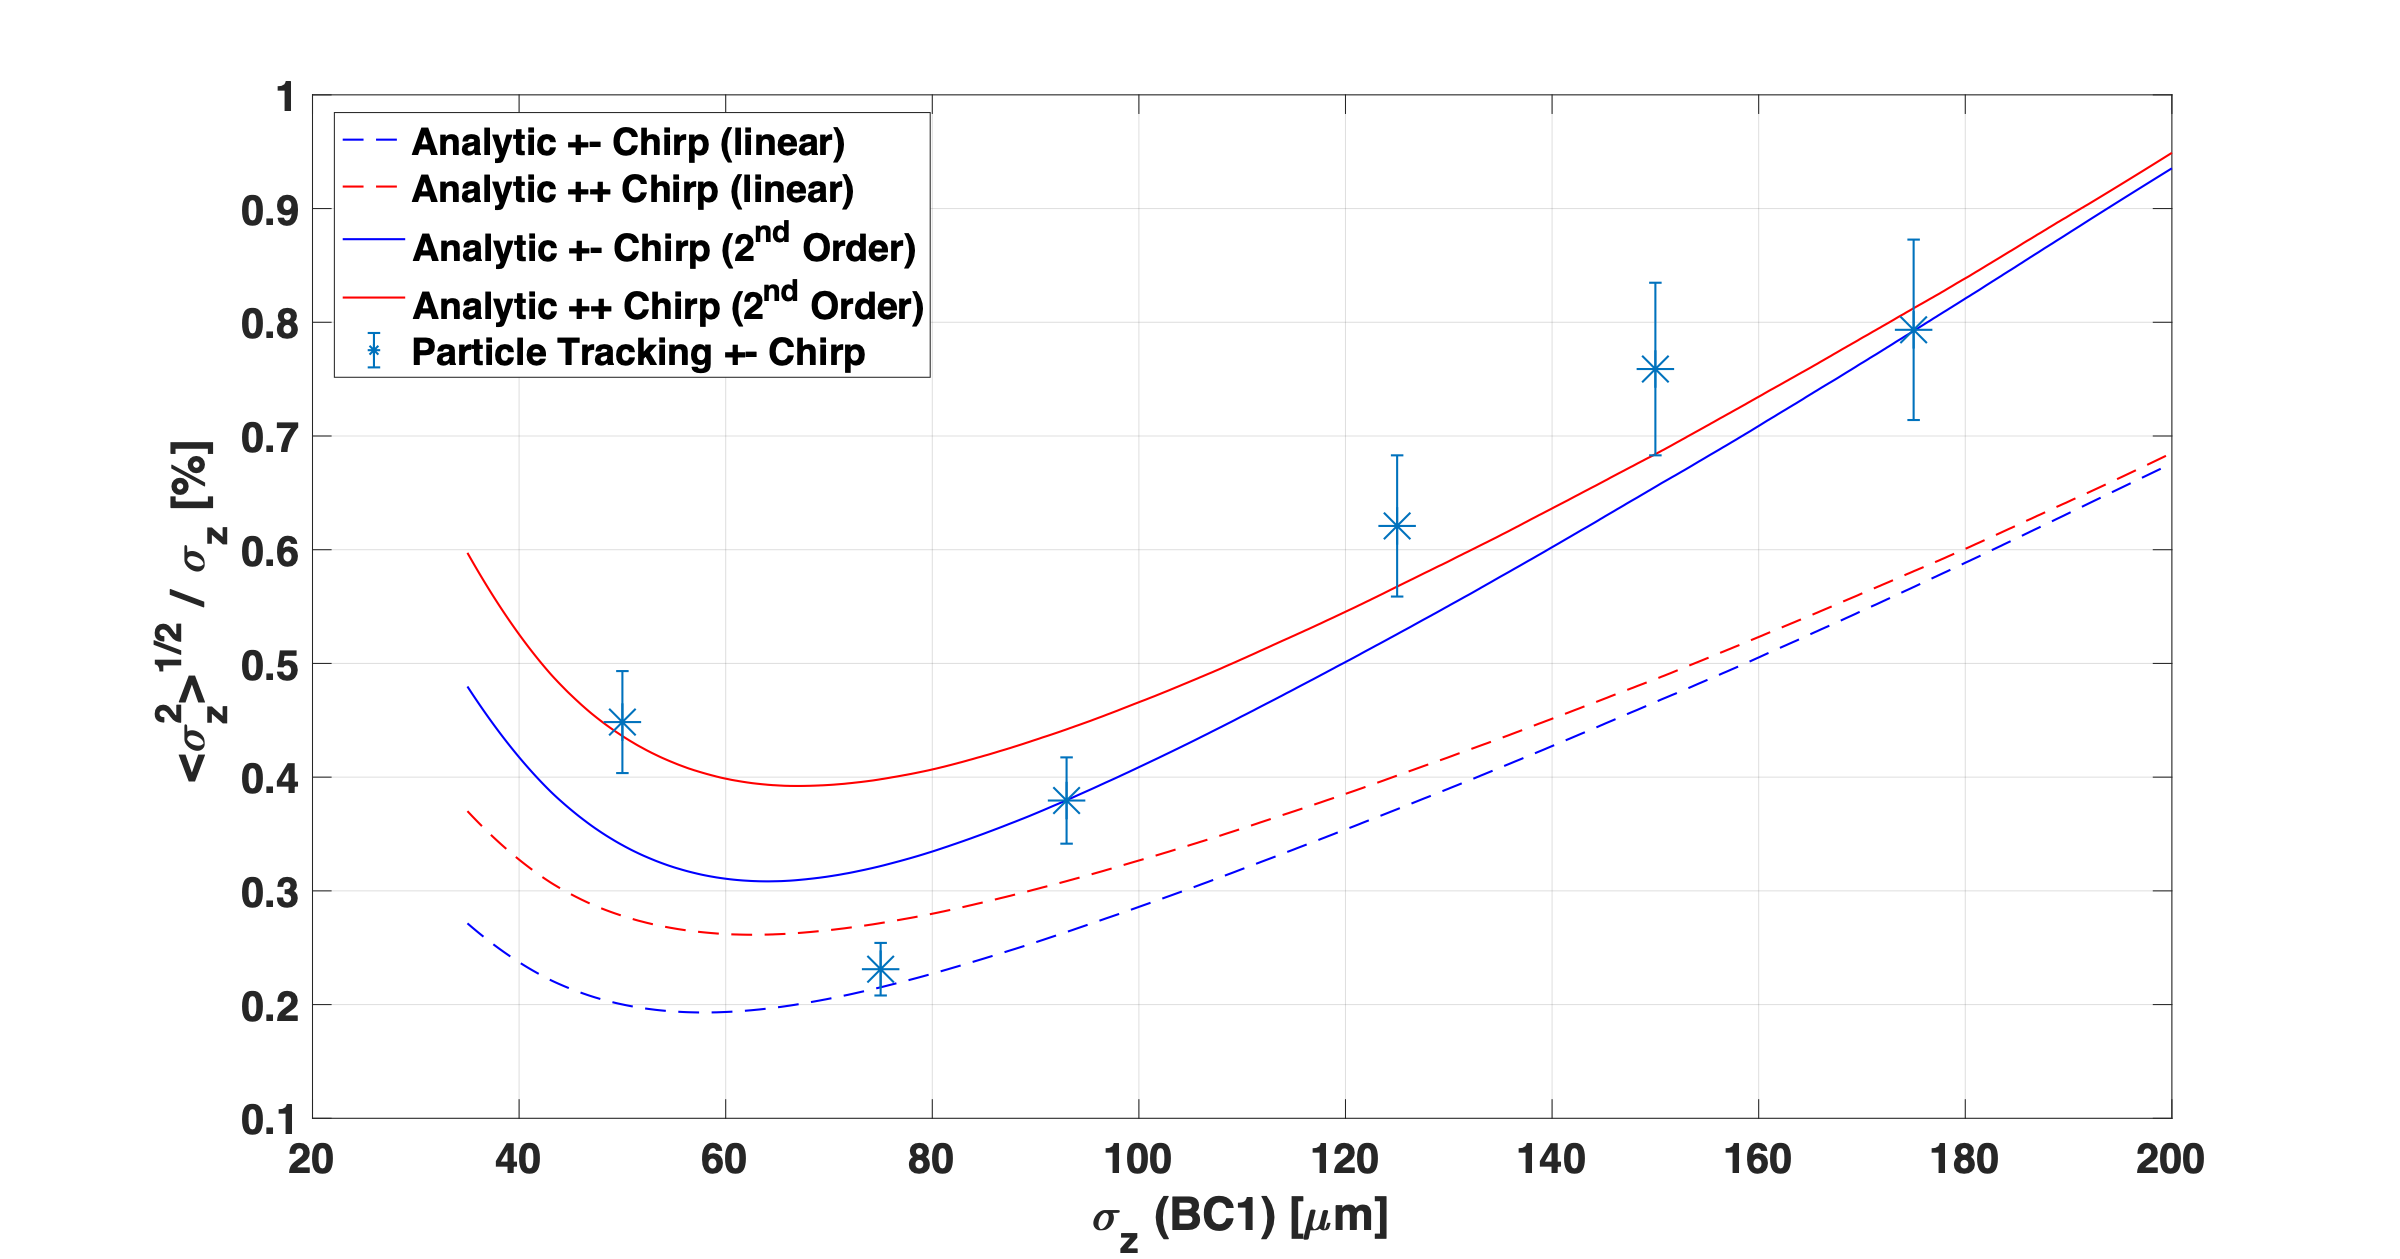 Analytic +- Chirp (linear)
Analytic ++ Chirp (linear)
Analytic +- Chirp (2nd Order)
Analytic ++ Chirp (2nd Order)
Particle Tracking +- Chirp
1
0.9
0.8
0.7
0.6
0.5
0.4
0.3
0.2
0.1
<σz2>1/2 / σz [%]
20 40 60 80 100 120 140 160 180 200
σz (BC1) [μm]